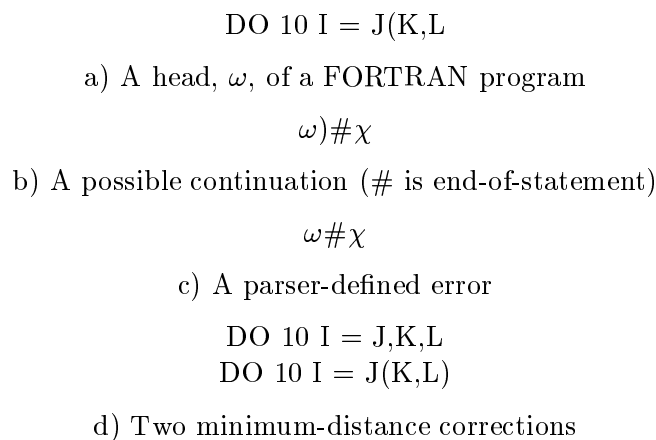 DO 10 I = J(K,L
a) A head, ω, of a FORTRAN program
ω)#χ
b) A possible continuation (# is end-of-statement)
ω#χ
c) A parser-defined error
DO 10 I = J,K,L
DO 10 I = J(K,L)
d) Two minimum-distance corrections